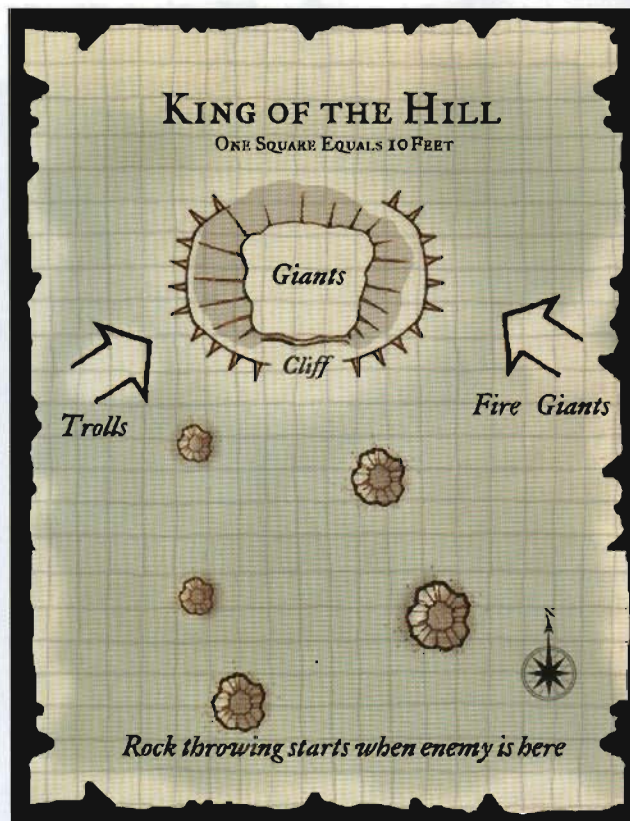 King of the Hill
One Square Equals 10 Feet
Giants
Cliff
Trolls
Fire Giants
N
Rock throwing starts when enemy is here